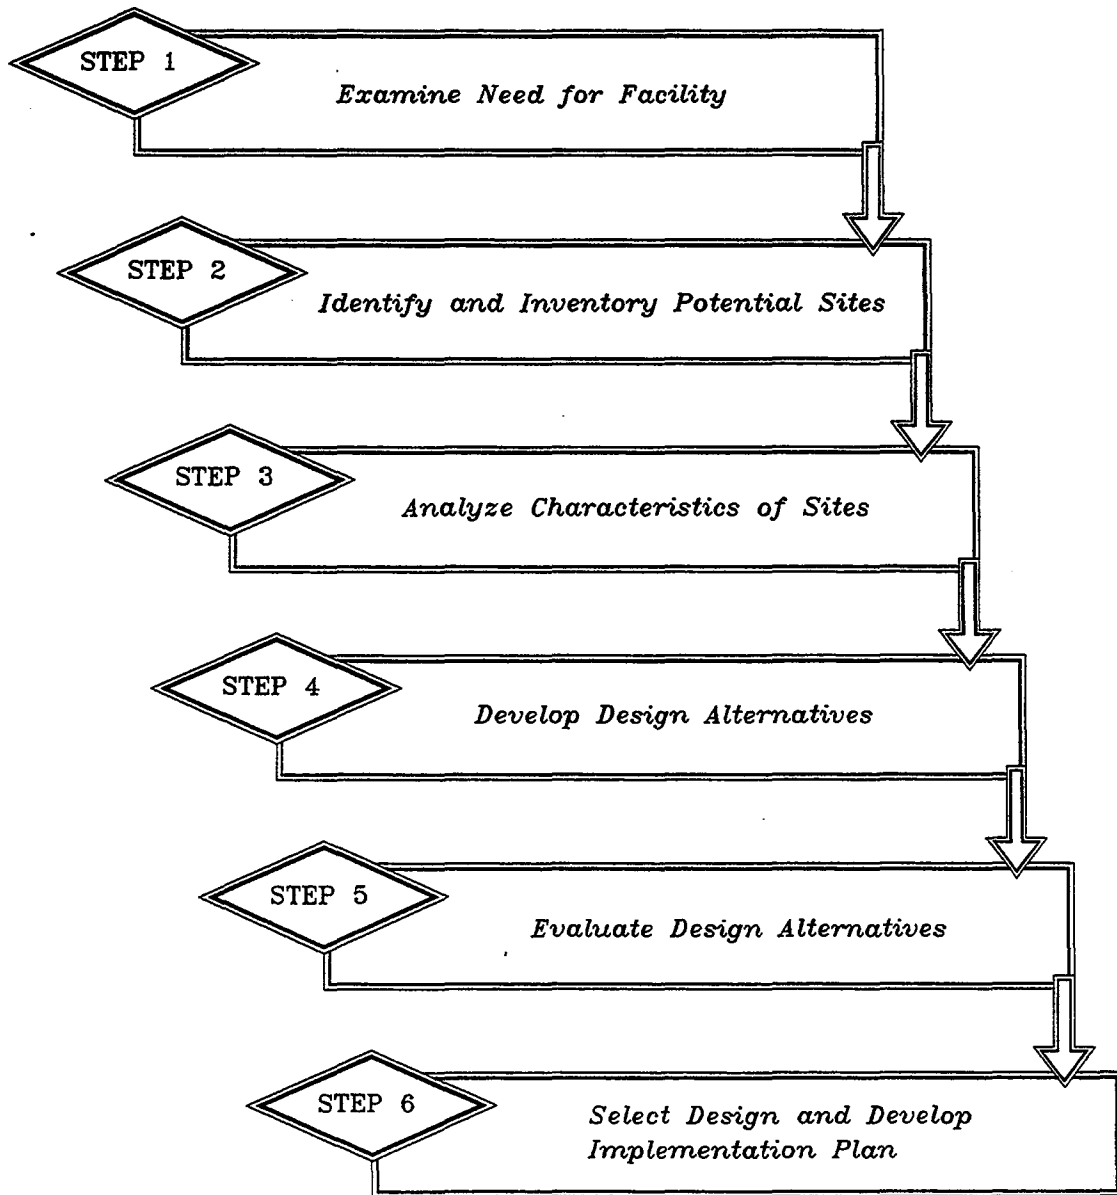 STEP 1
Examine Need for Facility
STEP 2
Identify and Inventory Potential Sites
STEP 3
Analyze Characteristics of Sites
STEP 4
Develop Design Alternatives
STEP 5
Evaluate Design Alternatives
STEP 6
Select Design and Develop
Implementation Plan